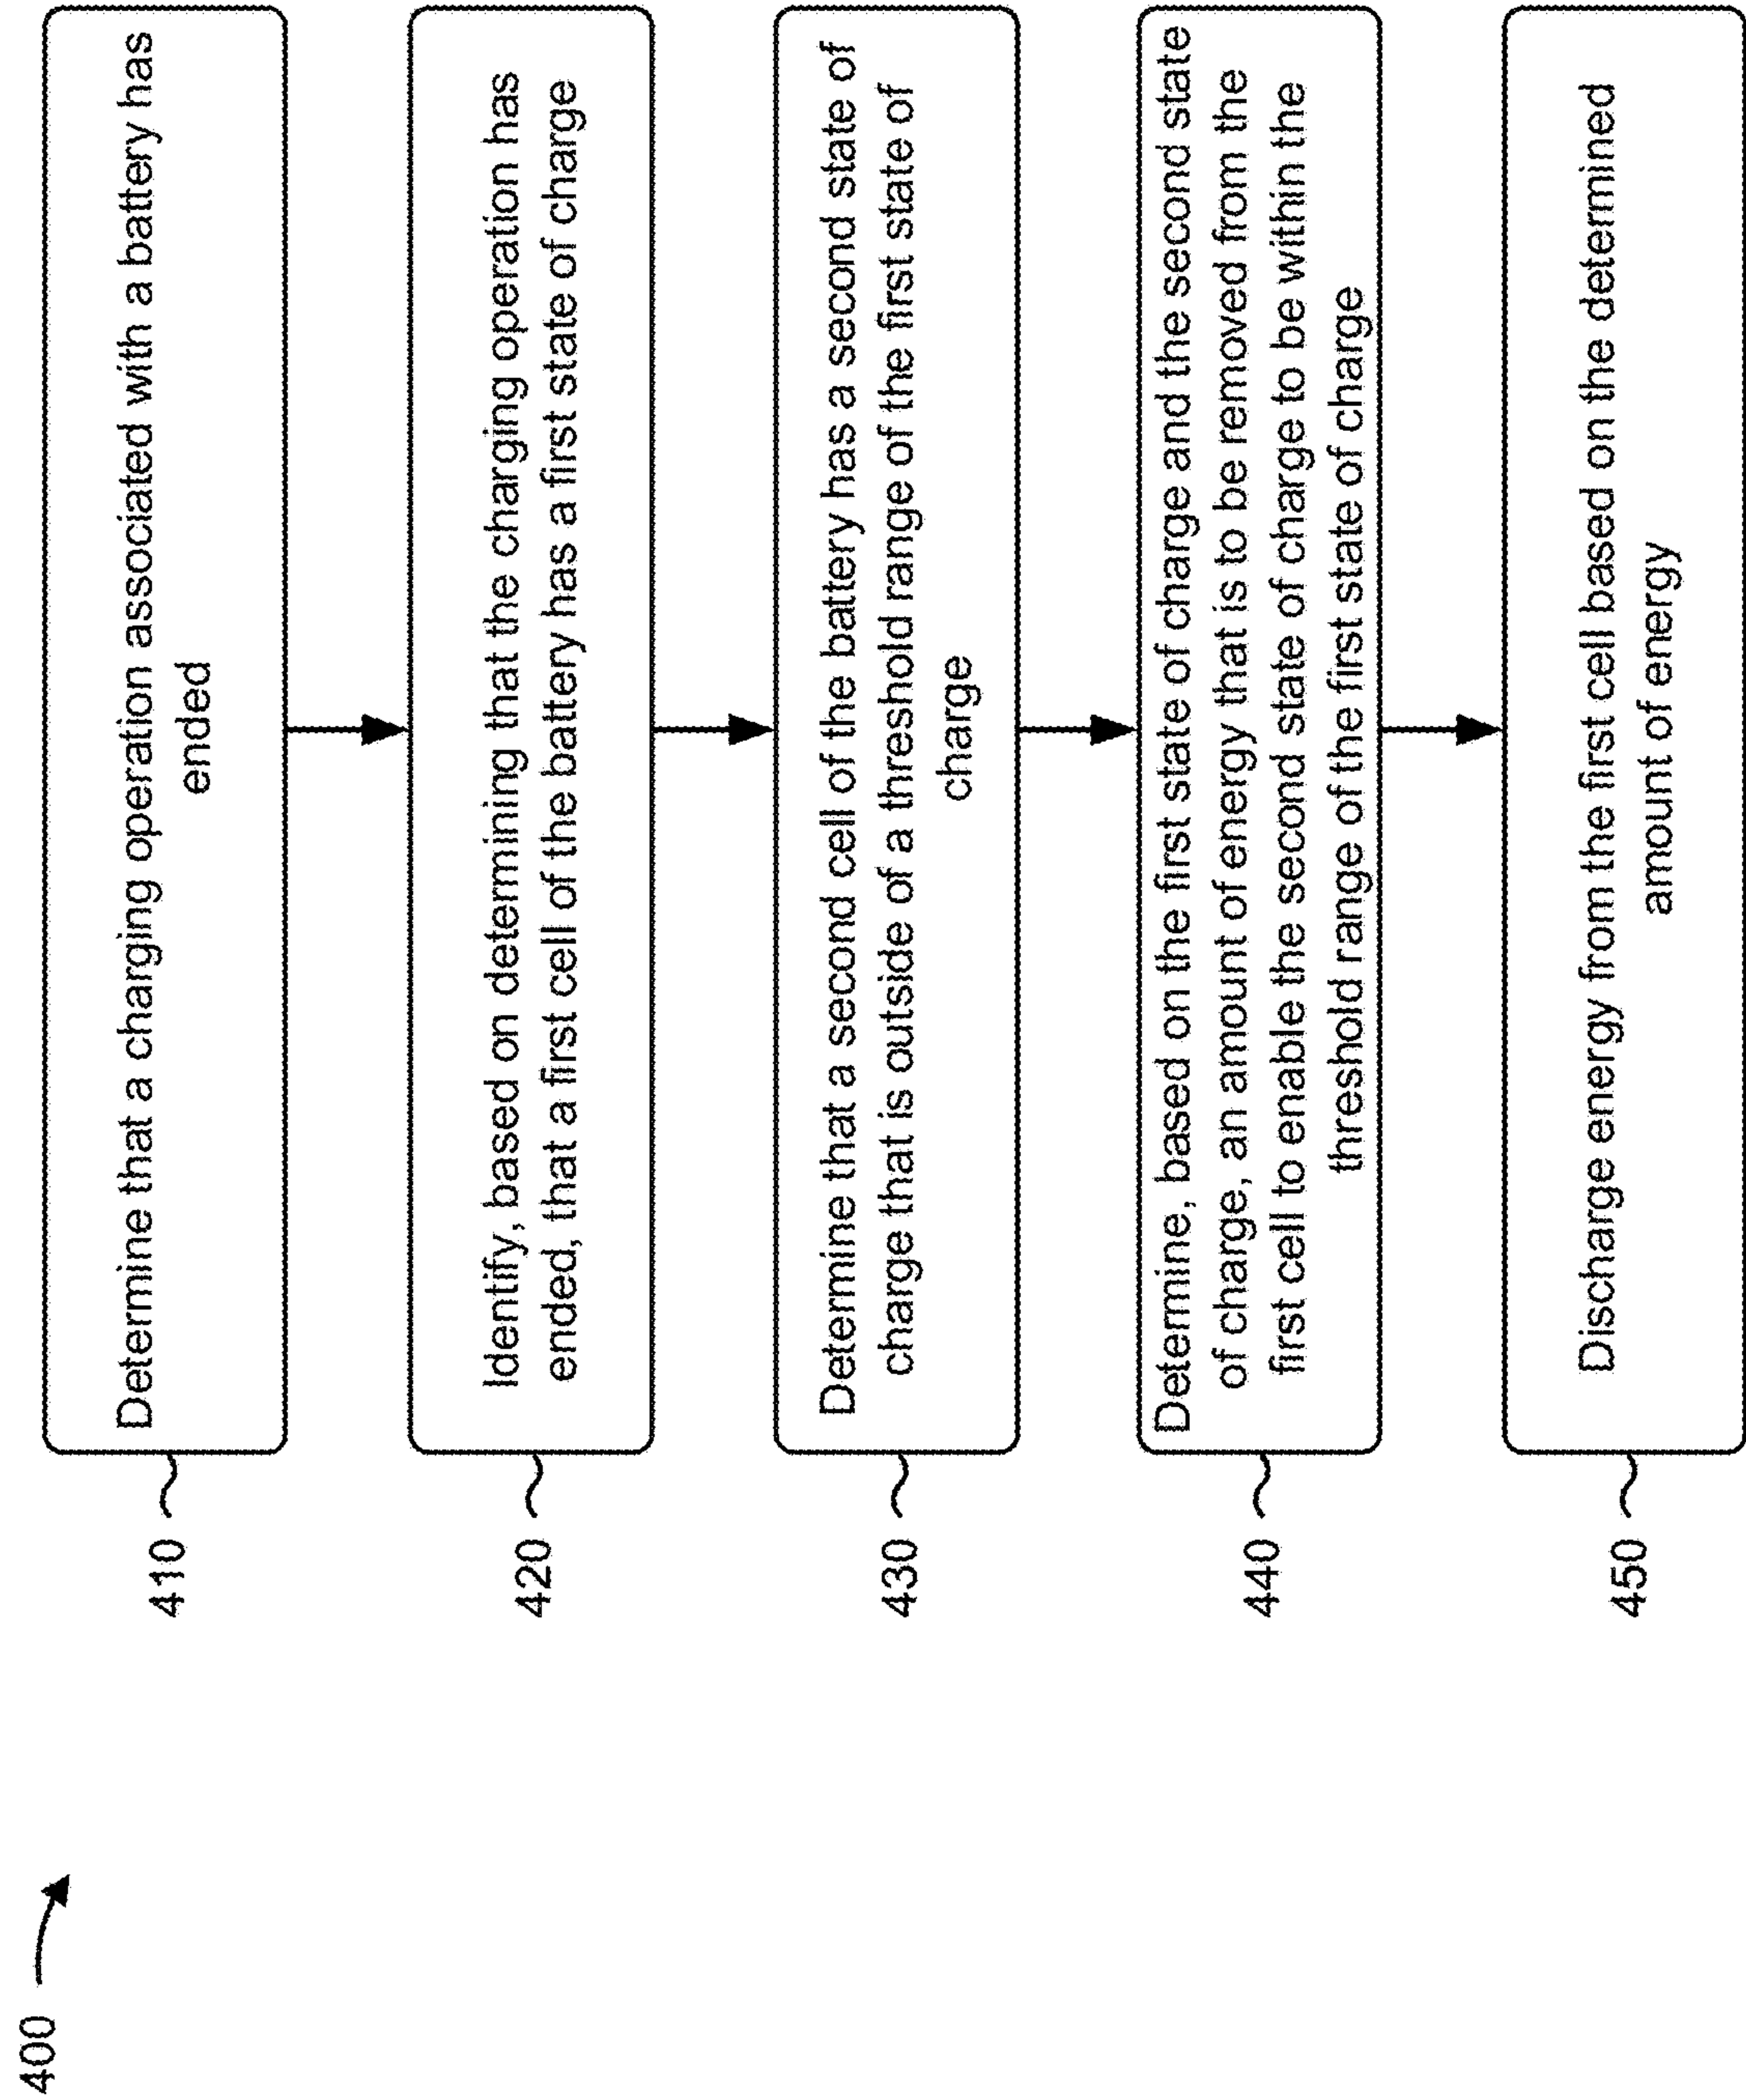 400
410
Determine that a charging operation associated with a battery has
ended
420
Identify, based on determining that the charging operation has
ended, that a first cell of the battery has a first state of charge
430
Determine that a second cell of the battery has a second state of
charge that is outside of a threshold range of the first state of
charge
440
Determine, based on the first state of charge and the second state
of charge, an amount of energy that is to be removed from the
first cell to enable the second state of charge to be within the
threshold range of the first state of charge
450
Discharge energy from the first cell based on the determined
amount of energy